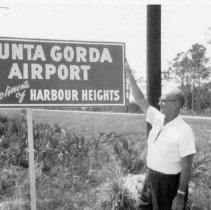 UNTA GORDA
AIRPORT
pliments of HARBOUR HEIGHTS